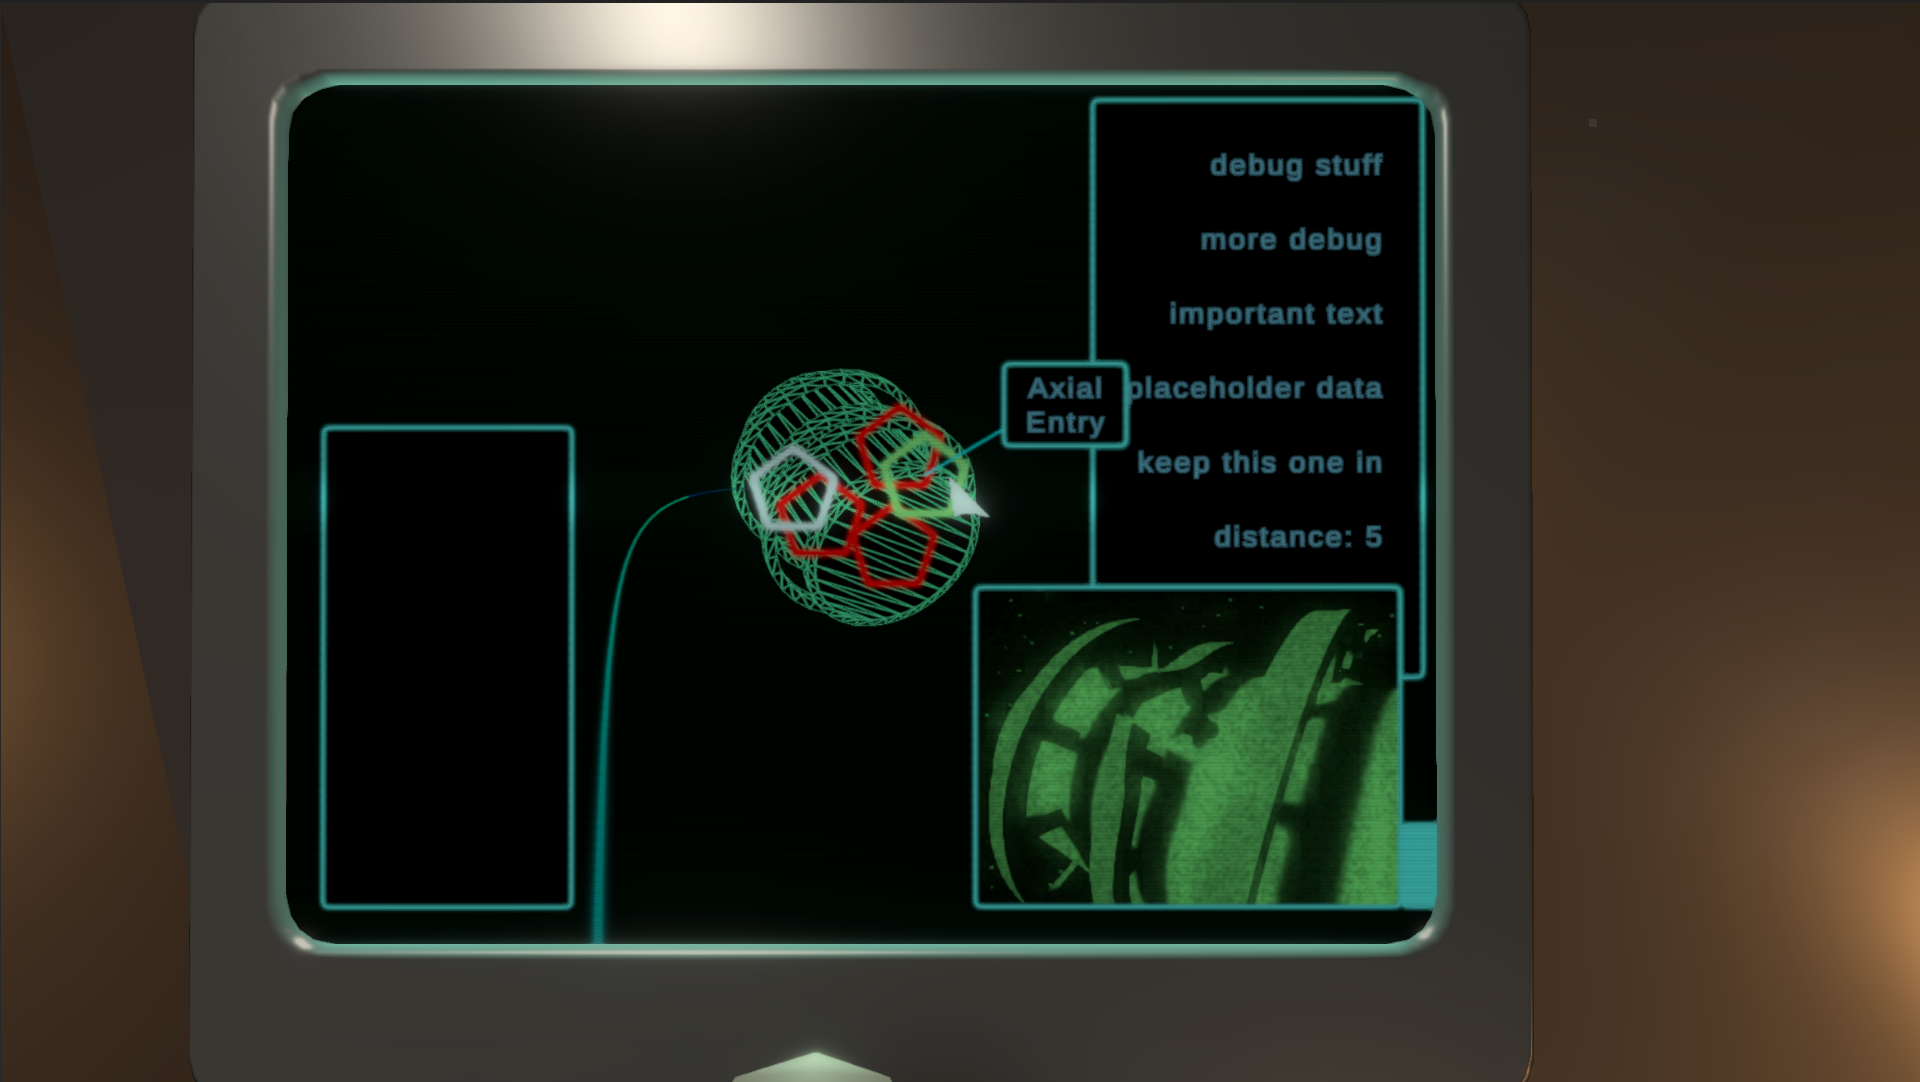 debug stuff
more debug
important text
placeholder data
keep this one in
distance: 5
Axial
Entry